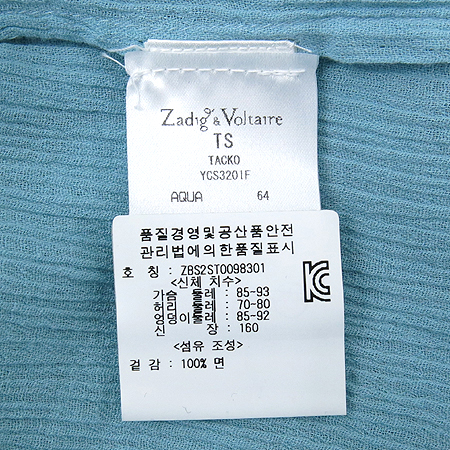 Zadig & Voltaire
TS
TACKO
YCS3201F
AQUA 64
품질경영및공산품안전
관리법에의한품질표시
호 칭 : ZBS2ST0098301
<신체 치수>
가슴둘레 : 85-93
허리둘레 : 70-80
엉덩이둘레 : 85-92
신 장 : 160
<섬유 조성>
겉 감 : 100% 면